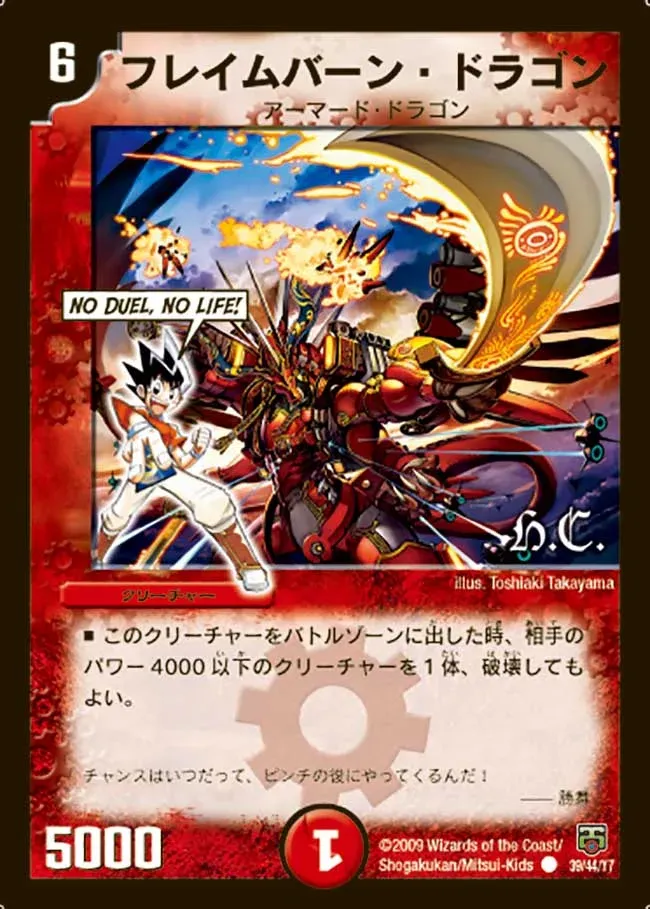 6
フレイムバーン・ドラゴン
アーマード・ドラゴン
NO DUEL, NO LIFE!
H.C.
illus. Toshiaki Takayama
クリーチャー
■ このクリーチャーをバトルゾーンに出した時、相手の
パワー4000以下のクリーチャーを1体、破壊しても
よい。
チャンスはいつだって、ピンチの後にやってくるんだ!
—— 勝舞
5000
1
©2009 Wizards of the Coast/
Shogakukan/Mitsui-Kids
39/44/Y7